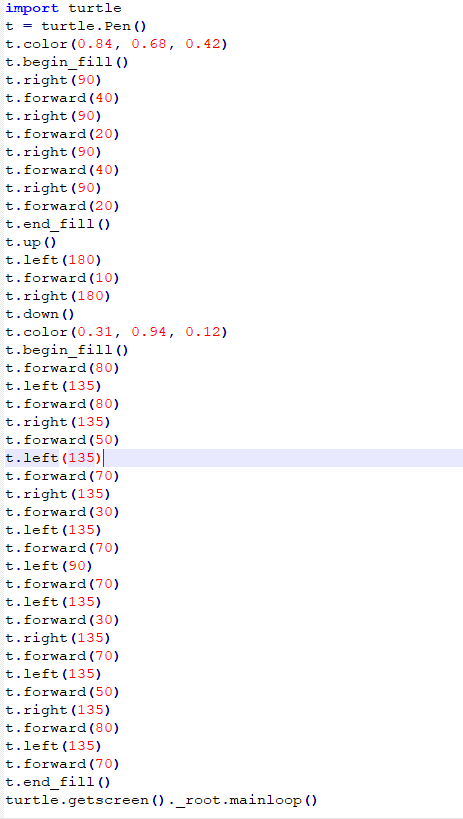 import turtle
t = turtle.Pen()
t.color(0.84, 0.68, 0.42)
t.begin_fill()
t.right(90)
t.forward(40)
t.right(90)
t.forward(20)
t.right(90)
t.forward(40)
t.right(90)
t.forward(20)
t.end_fill()
t.up()
t.left(180)
t.forward(10)
t.right(180)
t.down()
t.color(0.31, 0.94, 0.12)
t.begin_fill()
t.forward(80)
t.left(135)
t.forward(80)
t.right(135)
t.forward(50)
t.left(135)
t.forward(70)
t.right(135)
t.forward(30)
t.left(135)
t.forward(70)
t.left(90)
t.forward(70)
t.left(135)
t.forward(30)
t.right(135)
t.forward(70)
t.left(135)
t.forward(50)
t.right(135)
t.forward(80)
t.left(135)
t.forward(70)
t.end_fill()
turtle.getscreen()._root.mainloop()